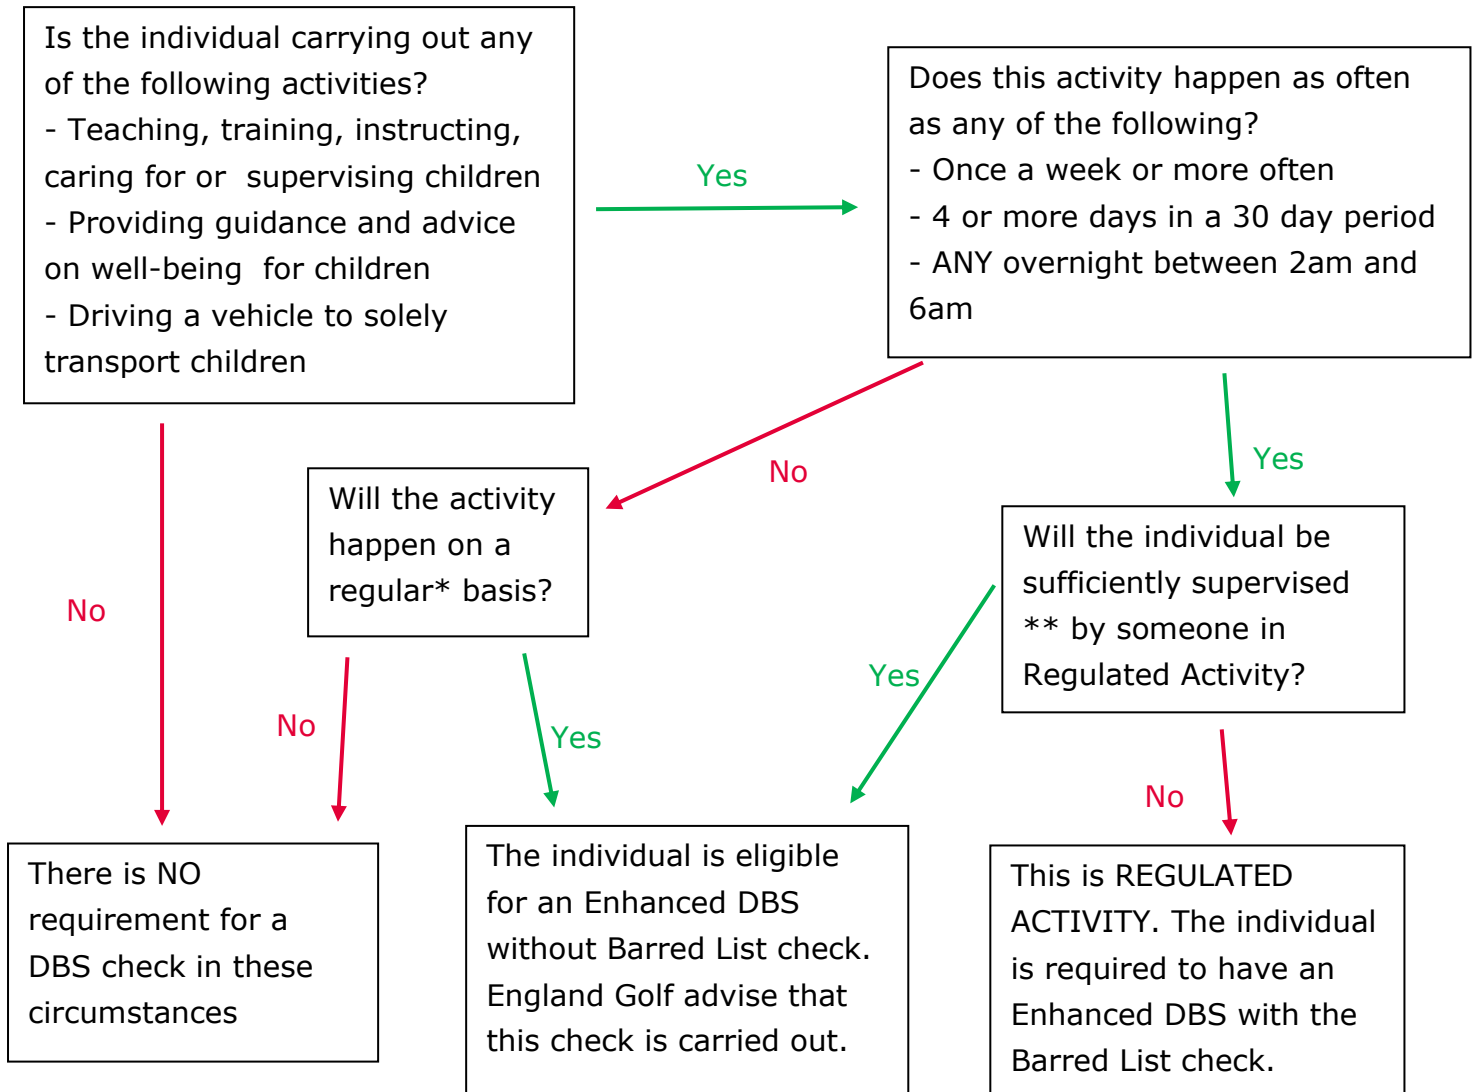 Is the individual carrying out any
of the following activities?
- Teaching, training, instructing,
caring for or supervising children
- Providing guidance and advice
on well-being for children
- Driving a vehicle to solely
transport children
Yes
Does this activity happen as often
as any of the following?
- Once a week or more often
- 4 or more days in a 30 day period
- ANY overnight between 2am and
6am
No
Yes
Will the activity
happen on a
regular* basis?
Will the individual be
sufficiently supervised
** by someone in
Regulated Activity?
No
No
Yes
Yes
No
There is NO
requirement for a
DBS check in these
circumstances
The individual is eligible
for an Enhanced DBS
without Barred List check.
England Golf advise that
this check is carried out.
This is REGULATED
ACTIVITY. The individual
is required to have an
Enhanced DBS with the
Barred List check.